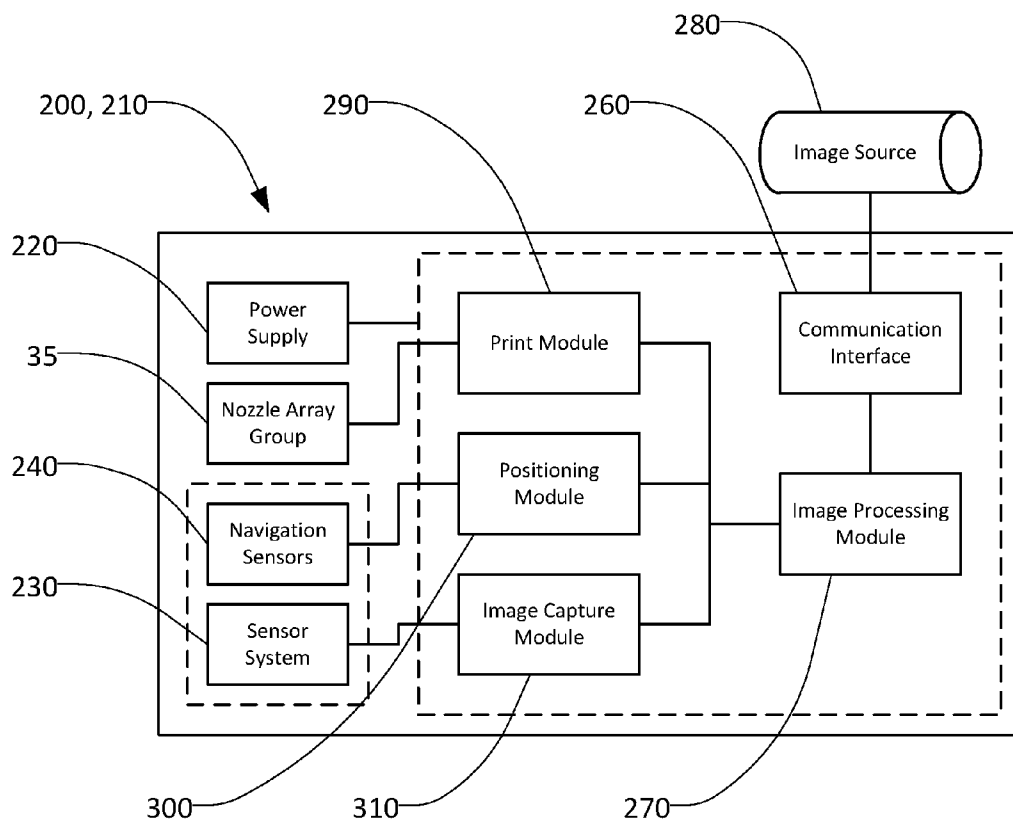 280
200, 210
290
260
Image Source
220
Power
Supply
Print Module
Communication
Interface
35
Nozzle Array
Group
240
Positioning
Module
Navigation
Sensors
Image Processing
Module
230
Sensor
System
Image Capture
Module
300
310
270